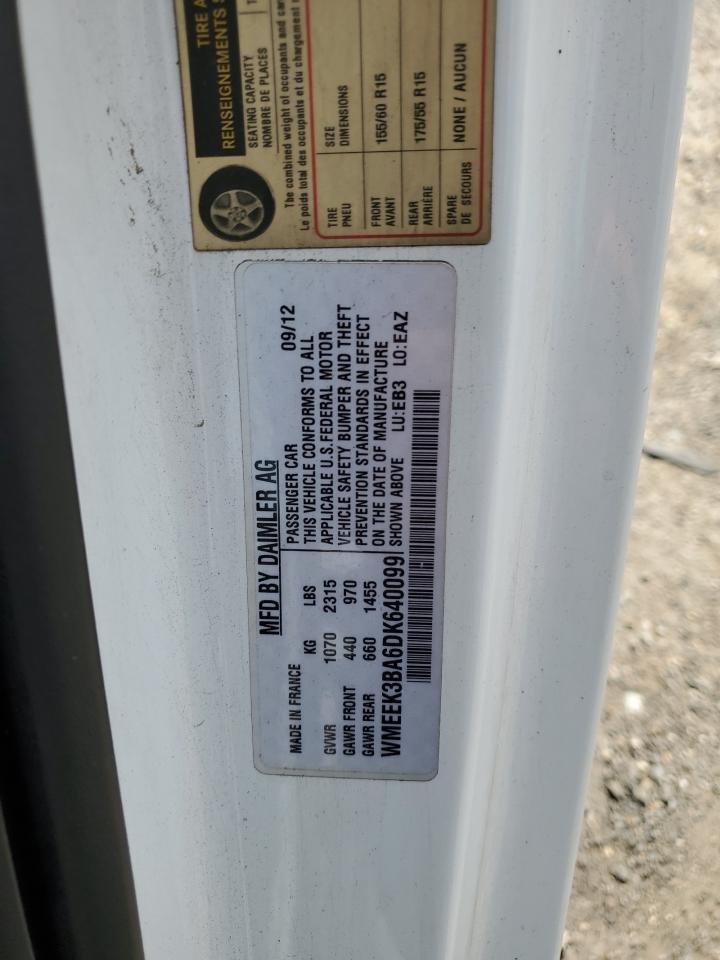 TIRE A
RENSEIGNEMENTS S
SEATING CAPACITY
NOMBRE DE PLACES
The combined weight of occupants and
Le poids total des occupants et du chargement
TIRE SIZE
PNEU DIMENSIONS
FRONT 155/60 R15
AVANT
REAR 175/55 R15
ARRIÈRE
SPARE NONE / AUCUN
DE SECOURS
MFD BY DAIMLER AG
MADE IN FRANCE PASSENGER CAR 09/12
KG LBS THIS VEHICLE CONFORMS TO ALL
GVWR 1070 2315 APPLICABLE U.S. FEDERAL MOTOR
GAWR FRONT 440 970 VEHICLE SAFETY BUMPER AND THEFT
GAWR REAR 660 1455 PREVENTION STANDARDS IN EFFECT
ON THE DATE OF MANUFACTURE
WMEEK3BA6DK640099 SHOWN ABOVE LU:EB3 LO:EAZ